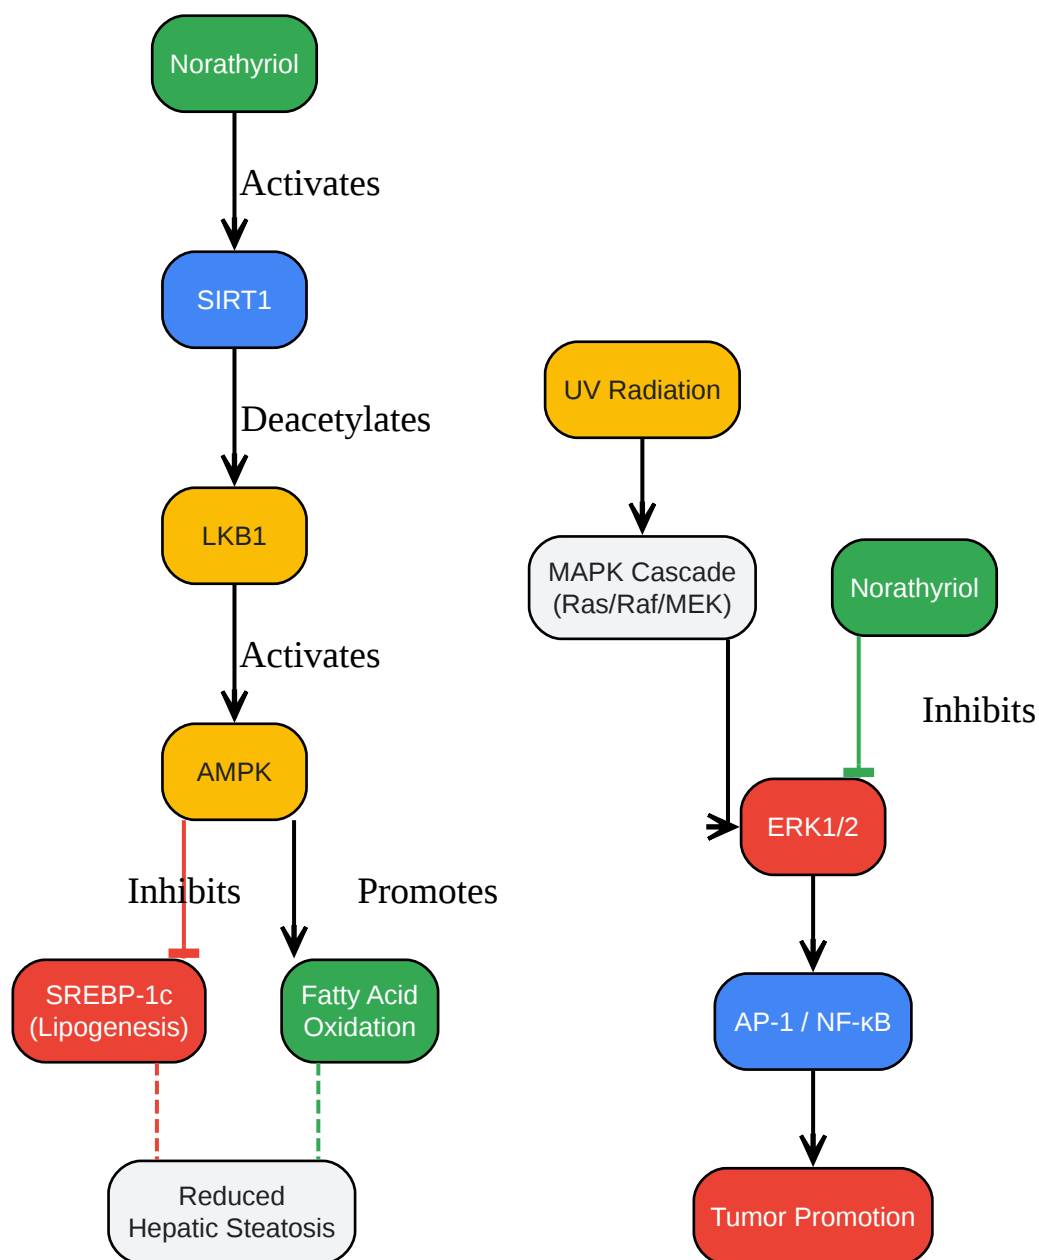 Norathyriol
Activates
SIRT1
Deacetylates
LKB1
Activates
AMPK
Inhibits
Promotes
SREBP-1c
(Lipogenesis)
Fatty Acid
Oxidation
Reduced
Hepatic Steatosis
UV Radiation
MAPK Cascade
(Ras/Raf/MEK)
Norathyriol
Inhibits
ERK1/2
AP-1 / NF-κB
Tumor Promotion